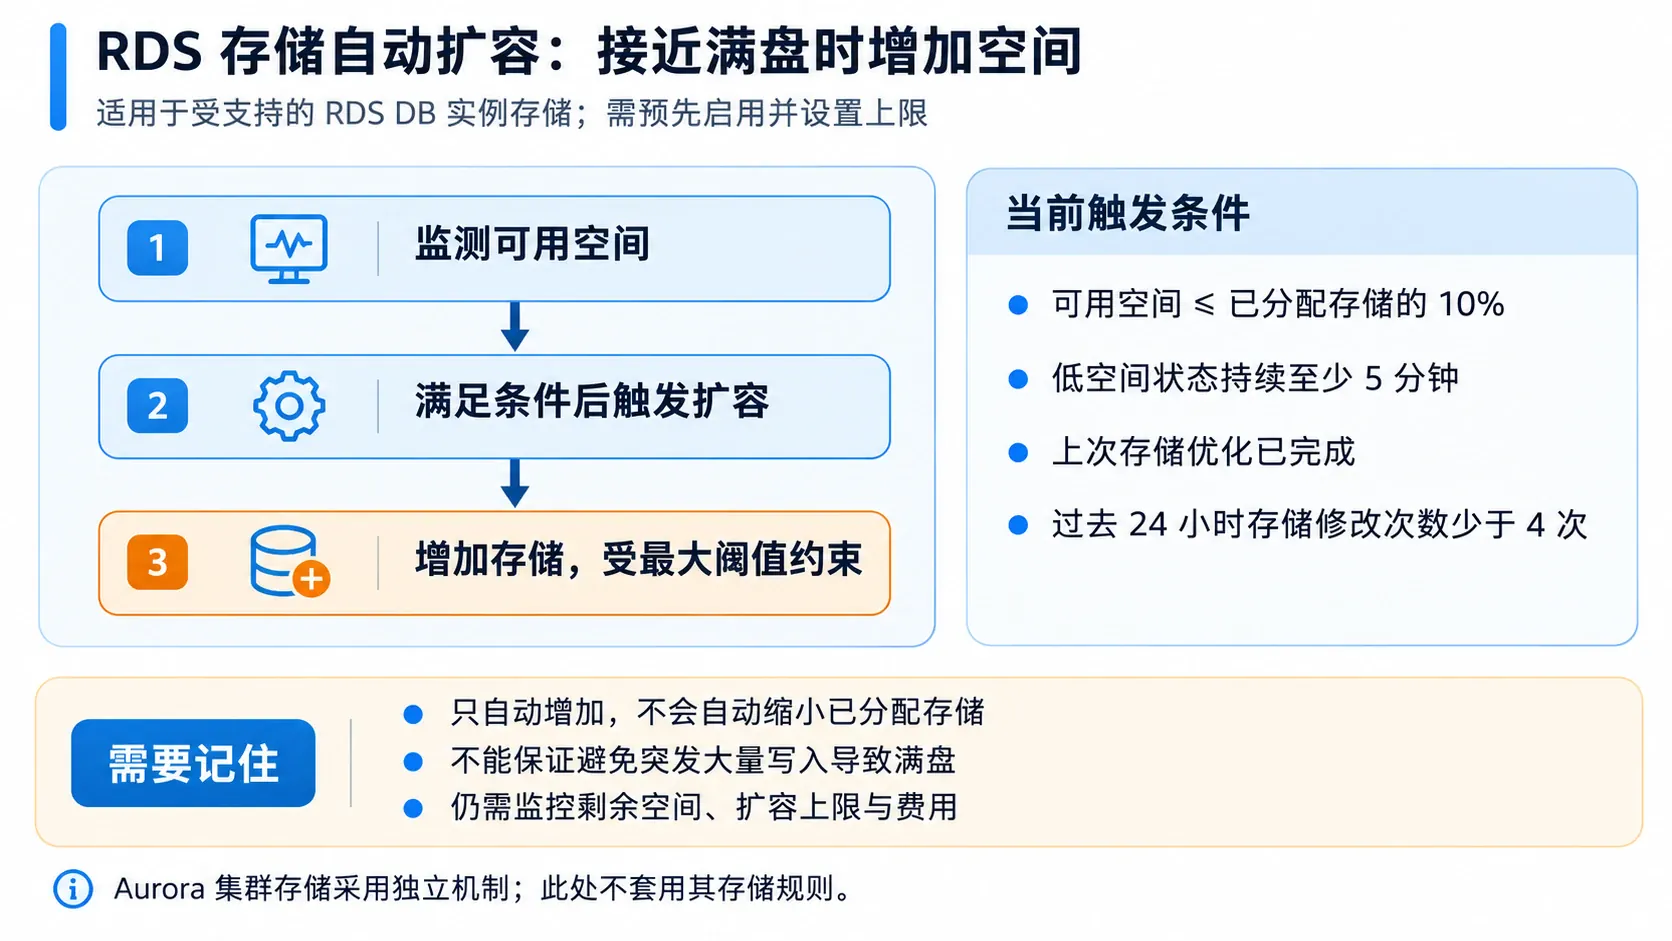 RDS 存储自动扩容：接近满盘时增加空间
适用于受支持的 RDS DB 实例存储；需预先启用并设置上限
1
监测可用空间
2
满足条件后触发扩容
3
增加存储，受最大阈值约束
当前触发条件
可用空间 ≤ 已分配存储的 10%
低空间状态持续至少 5 分钟
上次存储优化已完成
过去 24 小时存储修改次数少于 4 次
需要记住
只自动增加，不会自动缩小已分配存储
不能保证避免突发大量写入导致满盘
仍需监控剩余空间、扩容上限与费用
Aurora 集群存储采用独立机制；此处不套用其存储规则。